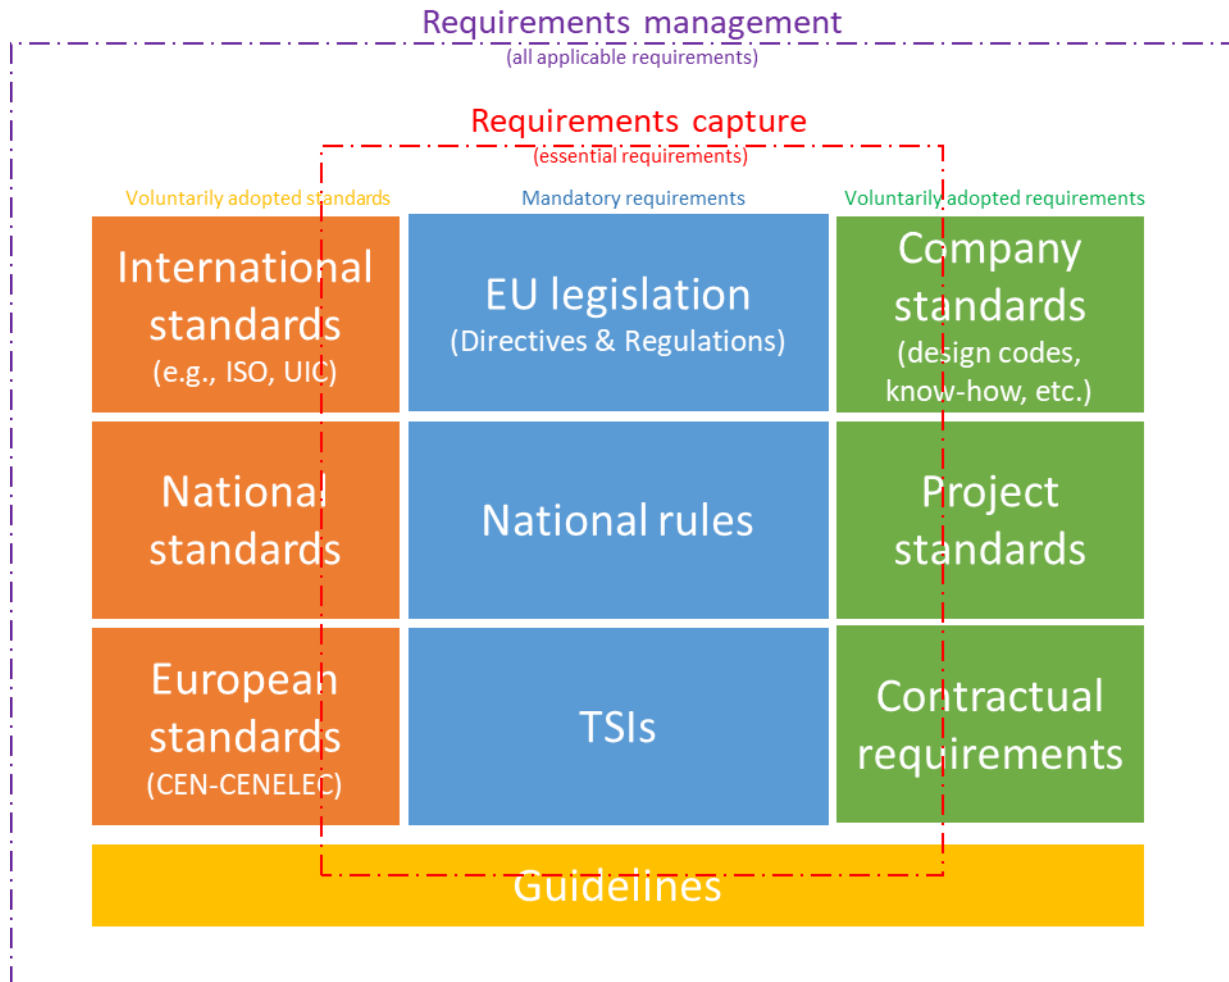 Requirements management
(all applicable requirements)
Requirements capture
(essential requirements)
Voluntarily adopted standards
Mandatory requirements
Voluntarily adopted requirements
International
standards
(e.g., ISO, UIC)
EU legislation
(Directives & Regulations)
Company
standards
(design codes,
know-how, etc.)
National
standards
National rules
Project
standards
European
standards
(CEN-CENELEC)
TSIs
Contractual
requirements
Guidelines